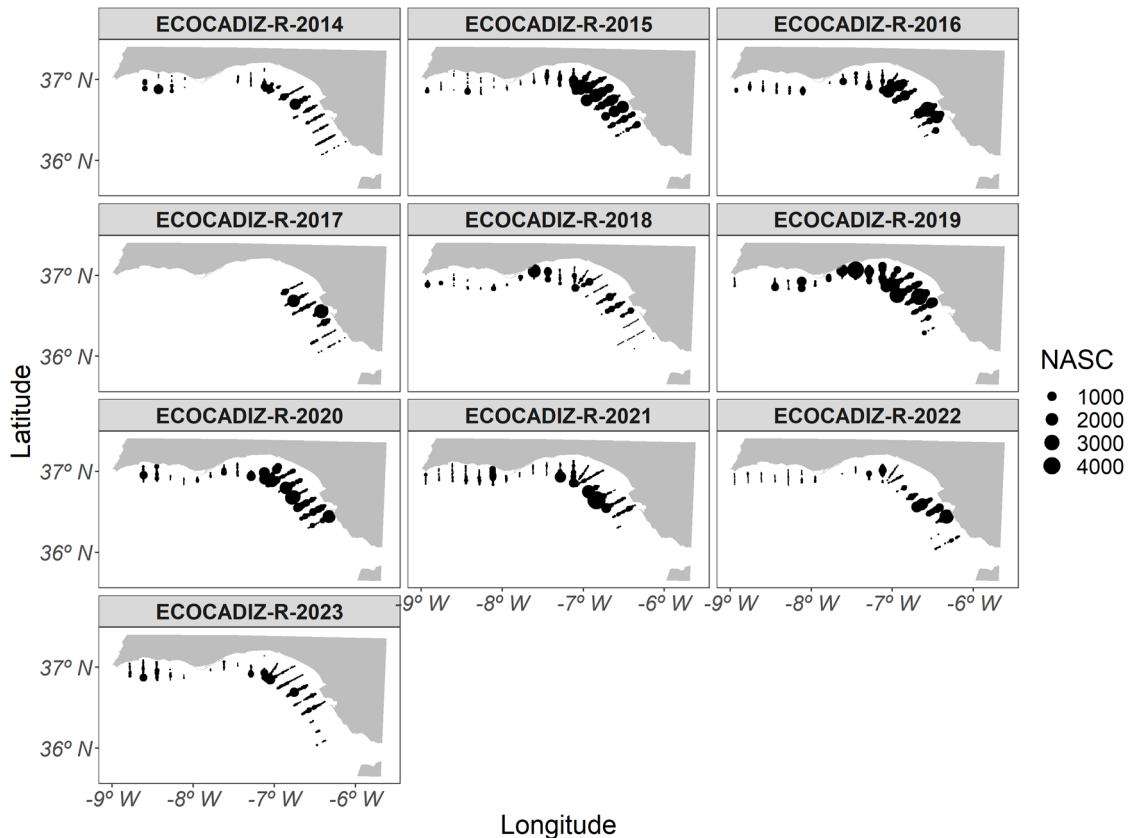 ECOCADIZ-R-2014 ECOCADIZ-R-2015 ECOCADIZ-R-2016
37º N
36º N
ECOCADIZ-R-2017 ECOCADIZ-R-2018 ECOCADIZ-R-2019
37º N
36º N
NASC
1000
2000
3000
4000
Latitude
ECOCADIZ-R-2020 ECOCADIZ-R-2021 ECOCADIZ-R-2022
37º N
36º N
-9º W -8º W -7º W -6º W -9º W -8º W -7º W -6º W
ECOCADIZ-R-2023
37º N
36º N
-9º W -8º W -7º W -6º W
Longitude